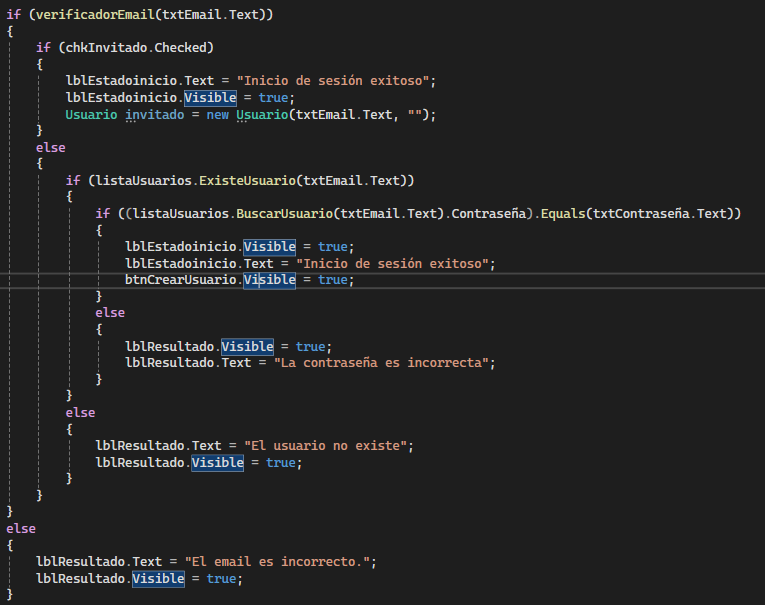 if (verificadorEmail(txtEmail.Text))
{
    if (chkInvitado.Checked)
    {
        lblEstadoinicio.Text = "Inicio de sesión exitoso";
        lblEstadoinicio.Visible = true;
        Usuario invitado = new Usuario(txtEmail.Text, "");
    }
    else
    {
        if (listaUsuarios.ExisteUsuario(txtEmail.Text))
        {
            if ((listaUsuarios.BuscarUsuario(txtEmail.Text).Contraseña).Equals(txtContraseña.Text))
            {
                lblEstadoinicio.Visible = true;
                lblEstadoinicio.Text = "Inicio de sesión exitoso";
                btnCrearUsuario.Visible = true;
            }
            else
            {
                lblResultado.Visible = true;
                lblResultado.Text = "La contraseña es incorrecta";
            }
        }
        else
        {
            lblResultado.Text = "El usuario no existe";
            lblResultado.Visible = true;
        }
    }
}
else
{
    lblResultado.Text = "El email es incorrecto.";
    lblResultado.Visible = true;
}